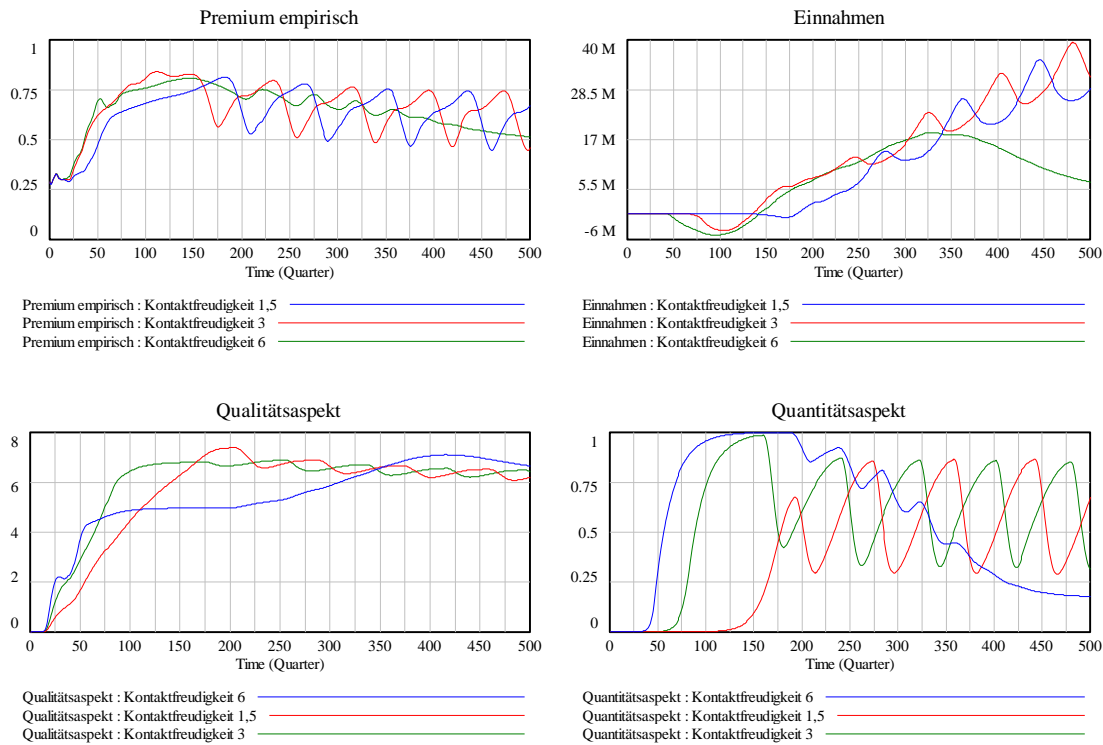 Premium empirisch
1
0.75
0.5
0.25
0
0 50 100 150 200 250 300 350 400 450 500
Time (Quarter)
Premium empirisch : Kontaktfreudigkeit 1,5
Premium empirisch : Kontaktfreudigkeit 3
Premium empirisch : Kontaktfreudigkeit 6
Einnahmen
40 M
28.5 M
17 M
5.5 M
-6 M
0 50 100 150 200 250 300 350 400 450 500
Time (Quarter)
Einnahmen : Kontaktfreudigkeit 1,5
Einnahmen : Kontaktfreudigkeit 3
Einnahmen : Kontaktfreudigkeit 6
Qualitätsaspekt
8
6
4
2
0
0 50 100 150 200 250 300 350 400 450 500
Time (Quarter)
Qualitätsaspekt : Kontaktfreudigkeit 6
Qualitätsaspekt : Kontaktfreudigkeit 1,5
Qualitätsaspekt : Kontaktfreudigkeit 3
Quantitätsaspekt
1
0.75
0.5
0.25
0
0 50 100 150 200 250 300 350 400 450 500
Time (Quarter)
Quantitätsaspekt : Kontaktfreudigkeit 6
Quantitätsaspekt : Kontaktfreudigkeit 1,5
Quantitätsaspekt : Kontaktfreudigkeit 3